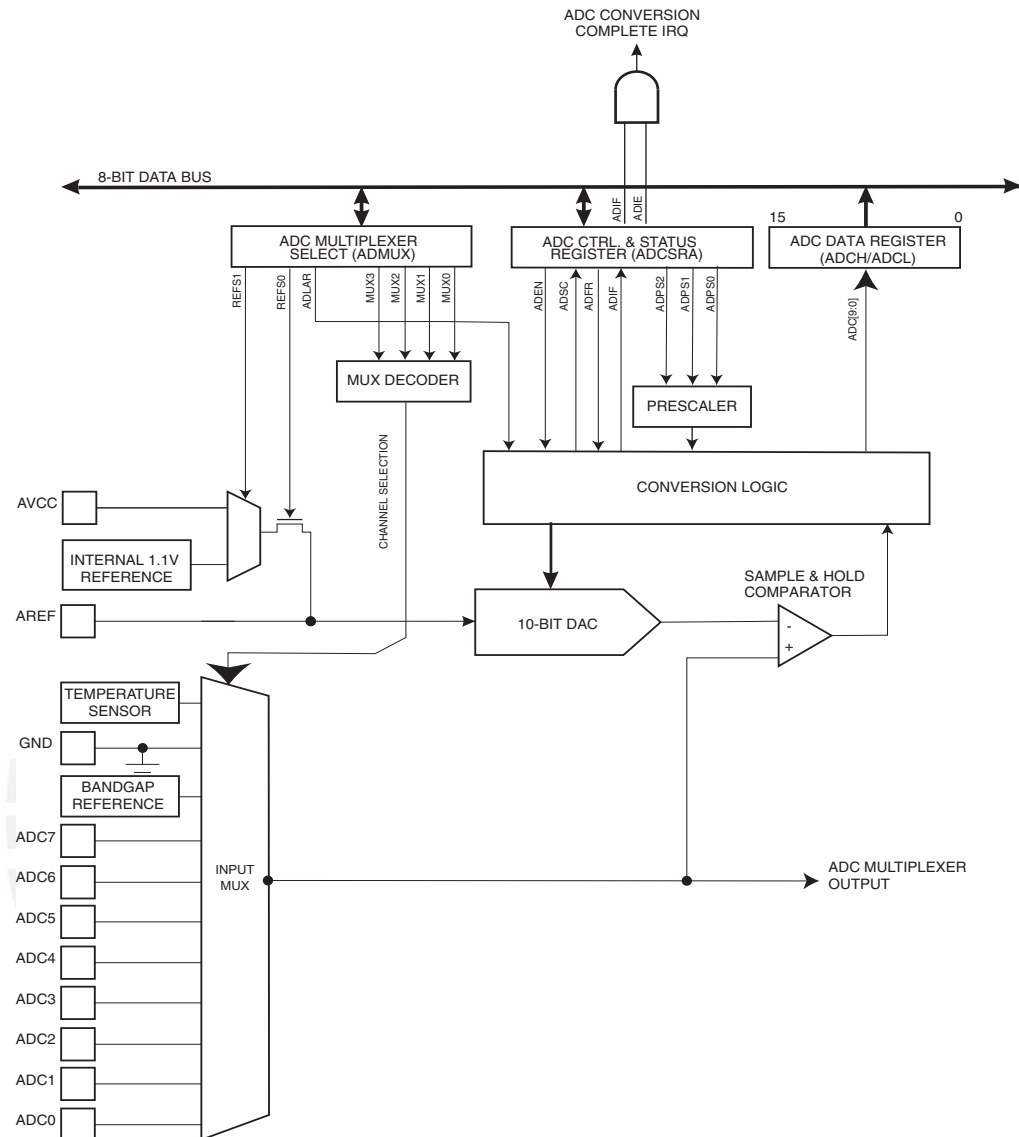 ADC CONVERSION
COMPLETE IRQ
8-BIT DATA BUS
ADIF
ADIE
15
0
ADC MULTIPLEXER
SELECT (ADMUX)
ADC CTRL. & STATUS
REGISTER (ADCSRA)
ADC DATA REGISTER
(ADCH/ADCL)
REFS1
REFS0
ADLAR
MUX3
MUX2
MUX1
MUX0
ADEN
ADSC
ADFR
ADIF
ADPS2
ADPS1
ADPS0
ADC[9:0]
MUX DECODER
PRESCALER
CHANNEL SELECTION
CONVERSION LOGIC
AVCC
INTERNAL 1.1V
REFERENCE
SAMPLE & HOLD
COMPARATOR
AREF
10-BIT DAC
-
+
TEMPERATURE
SENSOR
GND
BANDGAP
REFERENCE
ADC7
ADC6
ADC5
ADC4
ADC3
ADC2
ADC1
ADC0
INPUT
MUX
ADC MULTIPLEXER
OUTPUT